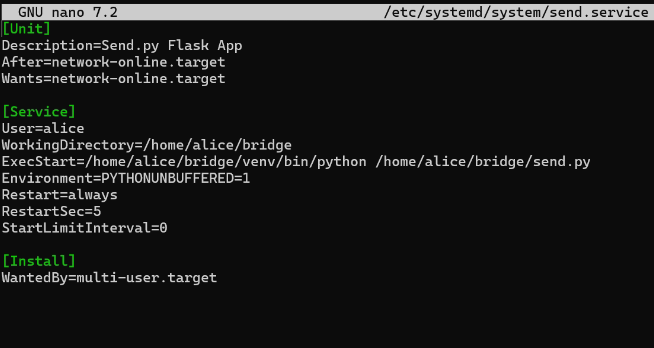 GNU nano 7.2 /etc/systemd/system/send.service
[Unit]
Description=Send.py Flask App
After=network-online.target
Wants=network-online.target

[Service]
User=alice
WorkingDirectory=/home/alice/bridge
ExecStart=/home/alice/bridge/venv/bin/python /home/alice/bridge/send.py
Environment=PYTHONUNBUFFERED=1
Restart=always
RestartSec=5
StartLimitInterval=0

[Install]
WantedBy=multi-user.target